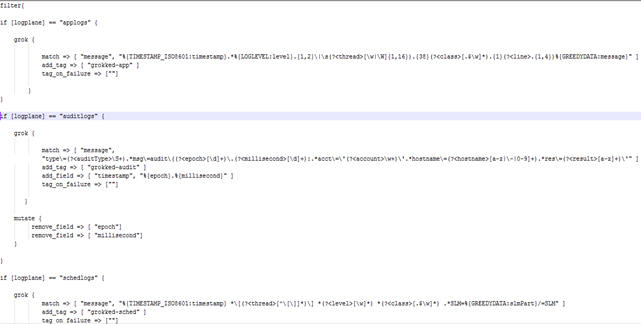 filter{
if [logplane] == "applogs" {
grok {
match => [ "message", "%{TIMESTAMP_ISO8601:timestamp}.*%{LOGLEVEL:level}.{1,2}\|\s(?<thread>[\w|\W]{1,16}).{38}(?<class>[.$\w]*).{1}(?<line>.{1,4})%{GREEDYDATA:message}" ]
add_tag => [ "grokked-app" ]
tag_on_failure => [""]
}
}
if [logplane] == "auditlogs" {
grok {
match => [ "message",
"type\=(?<auditType>\S+).*msg\=audit\((?<epoch>[\d]+)\.(?<millisecond>[\d]+):.*acct\=\'(?<account>\w+)\'.*hostname\=(?<hostname>[a-z|\-|0-9]+).*res\=(?<result>[a-z]+)\'" ]
add_tag => [ "grokked-audit" ]
add_field => [ "timestamp", "%{epoch}.%{millisecond}" ]
tag_on_failure => [""]
}
mutate {
remove_field => [ "epoch"]
remove_field => [ "millisecond"]
}
}
if [logplane] == "schedlogs" {
grok {
match => [ "message", "%{TIMESTAMP_ISO8601:timestamp} *\[(?<thread>[^\[\]]*)\] *(?<level>[\w]*) *(?<class>[.$\w]*) .*SLM=%{GREEDYDATA:slmPart}/=SLM" ]
add_tag => [ "grokked-sched" ]
tag_on_failure => [""]